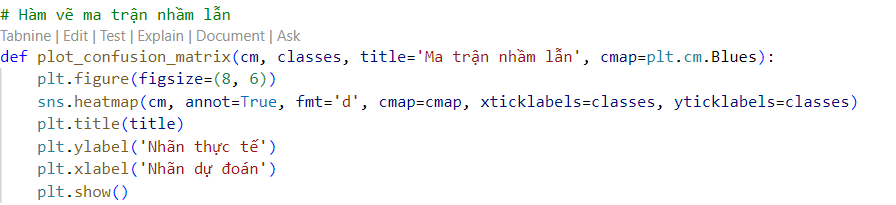 # Hàm vẽ ma trận nhầm lẫn
Tabnine | Edit | Test | Explain | Document | Ask
def plot_confusion_matrix(cm, classes, title='Ma trận nhầm lẫn', cmap=plt.cm.Blues):
    plt.figure(figsize=(8, 6))
    sns.heatmap(cm, annot=True, fmt='d', cmap=cmap, xticklabels=classes, yticklabels=classes)
    plt.title(title)
    plt.ylabel('Nhãn thực tế')
    plt.xlabel('Nhãn dự đoán')
    plt.show()